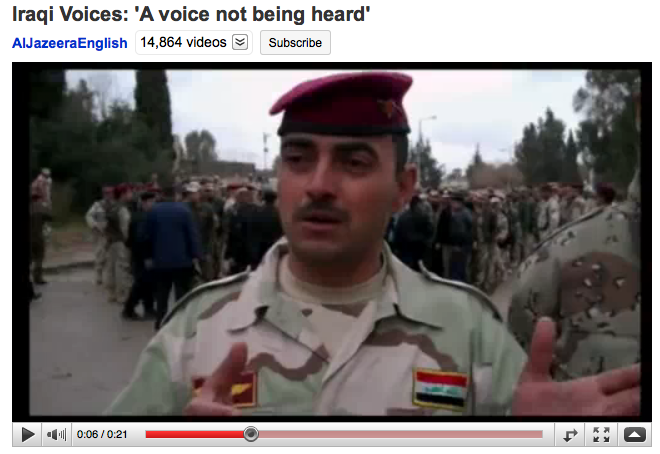 Iraqi Voices: 'A voice not being heard'
AlJazeeraEnglish 14,864 videos Subscribe
0:06 / 0:21